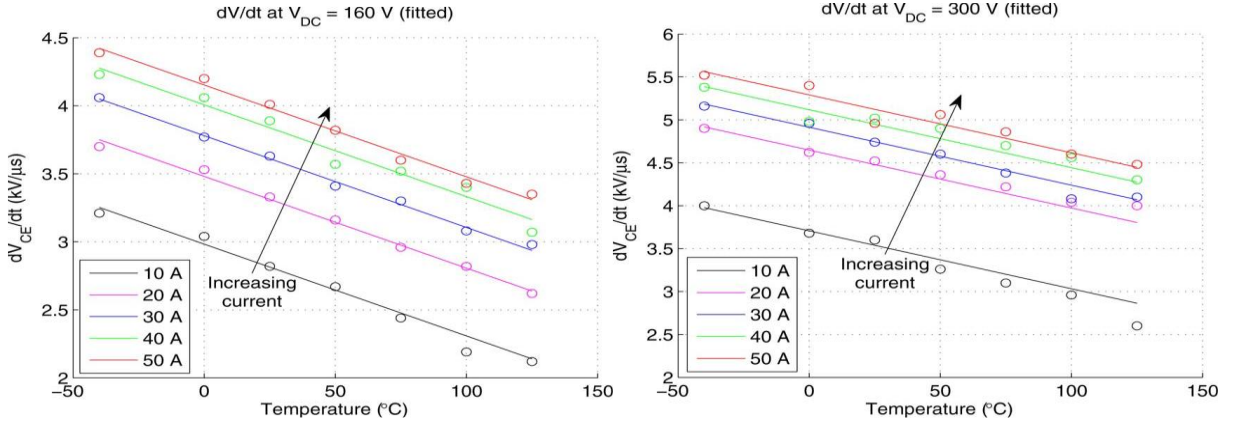 dV/dt at V_DC = 160 V (fitted)
4.5
4
3.5
3
2.5
2
dV_CE/dt (kV/µs)
Increasing
current
10 A
20 A
30 A
40 A
50 A
−50
0
50
100
150
Temperature (°C)
dV/dt at V_DC = 300 V (fitted)
6
5.5
5
4.5
4
3.5
3
2.5
2
dV_CE/dt (kV/µs)
Increasing
current
10 A
20 A
30 A
40 A
50 A
−50
0
50
100
150
Temperature (°C)